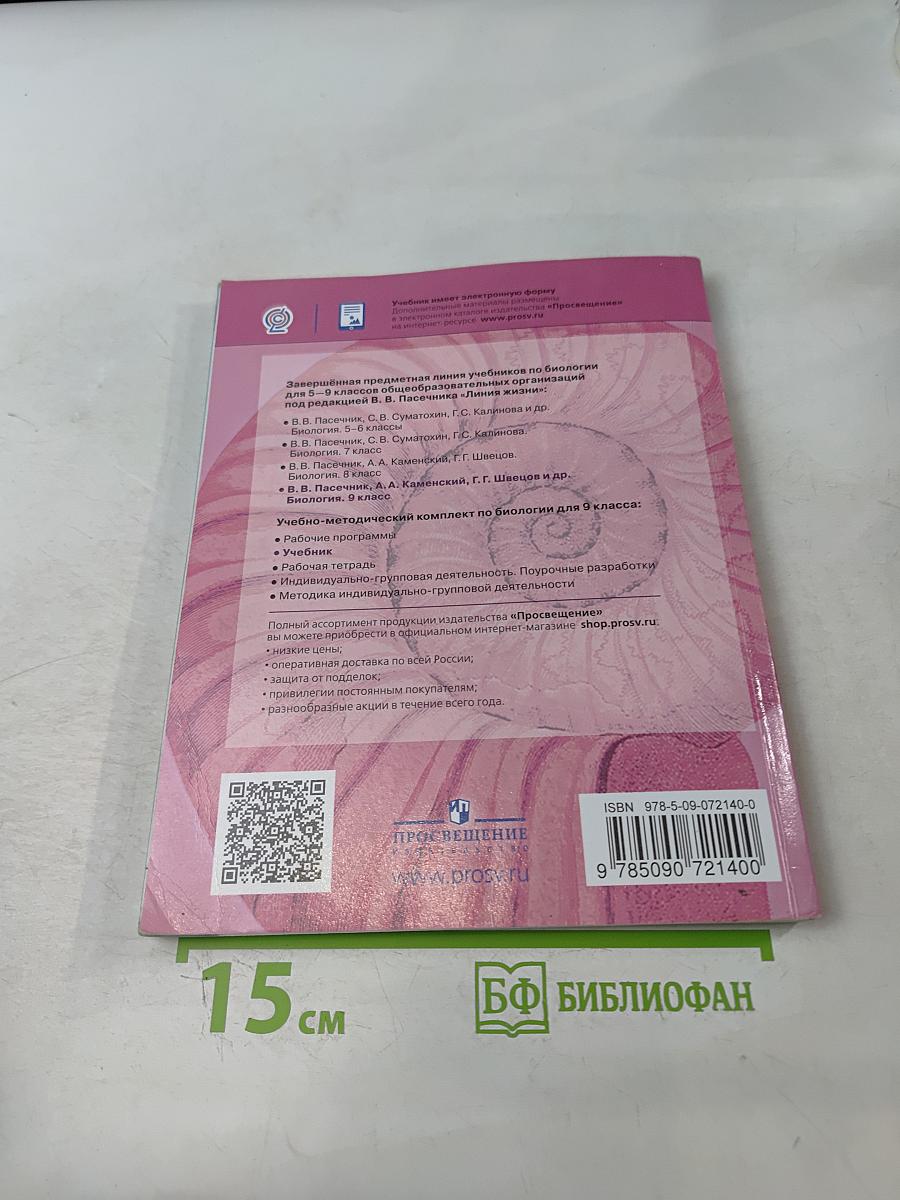 Учебник имеет электронную форму
Дополнительные материалы размещены
в электронном каталоге издательства «Просвещение»
на интернет-ресурсе www.prosv.ru
Завершённая предметная линия учебников по биологии
для 5—9 классов общеобразовательных организаций
под редакцией В. В. Пасечника «Линия жизни»:
• В. В. Пасечник, С. В. Суматохин, Г. С. Калинова и др.
Биология. 5–6 классы
• В. В. Пасечник, С. В. Суматохин, Г. С. Калинова.
Биология. 7 класс
• В. В. Пасечник, А. А. Каменский, Г. Г. Швецов.
Биология. 8 класс
• В. В. Пасечник, А. А. Каменский, Г. Г. Швецов и др.
Биология. 9 класс
Учебно-методический комплект по биологии для 9 класса:
• Рабочие программы
• Учебник
• Рабочая тетрадь
• Индивидуально-групповая деятельность. Поурочные разработки
• Методика индивидуально-групповой деятельности
Полный ассортимент продукции издательства «Просвещение»
вы можете приобрести в официальном интернет-магазине shop.prosv.ru:
• низкие цены;
• оперативная доставка по всей России;
• защита от подделок;
• привилегии постоянным покупателям;
• разнообразные акции в течение всего года.
ПРОСВЕЩЕНИЕ
ИЗДАТЕЛЬСТВО
www.prosv.ru
ISBN 978-5-09-072140-0
9 785090 721400
15 см
БФ БИБЛИОФАН